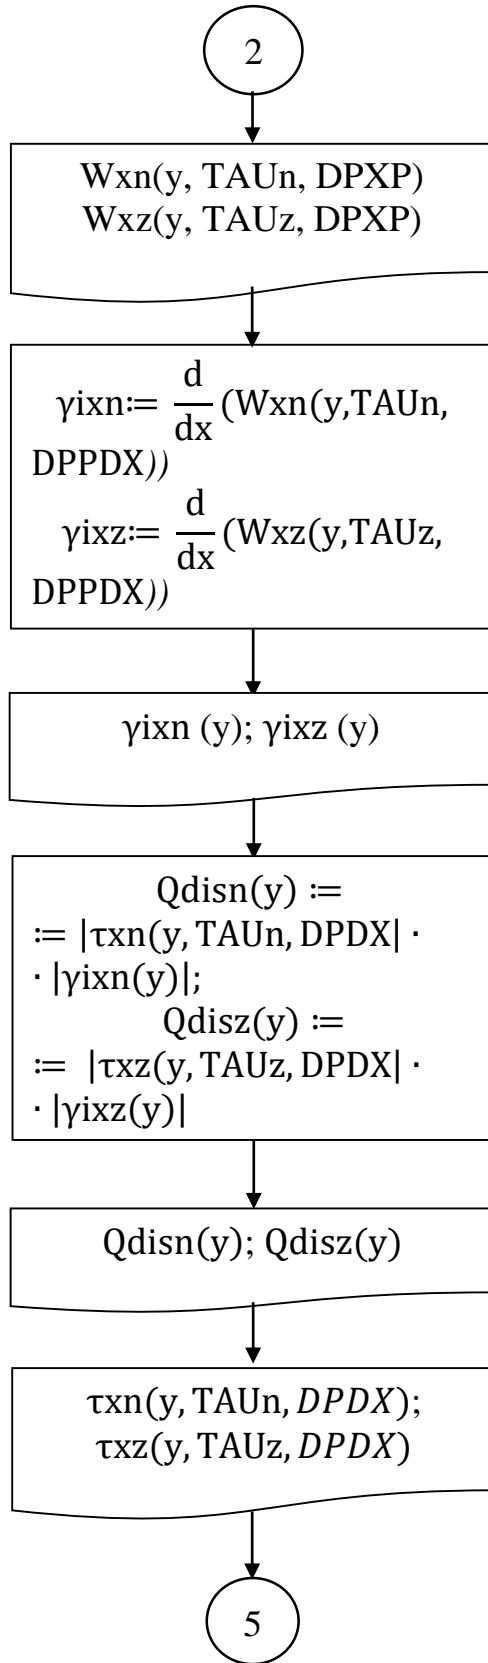 2
Wxn(y, TAUn, DPXP)
Wxz(y, TAUz, DPXP)
γixn≔ d/dx (Wxn(y,TAUn,
DPPDX))
γixz≔ d/dx (Wxz(y,TAUz,
DPPDX))
γixn (y); γixz (y)
Qdisn(y) ≔
≔ |τxn(y, TAUn, DPDX| ·
· |γixn(y)|;
Qdisz(y) ≔
≔ |τxz(y, TAUz, DPDX| ·
· |γixz(y)|
Qdisn(y); Qdisz(y)
τxn(y, TAUn, DPDX);
τxz(y, TAUz, DPDX)
5